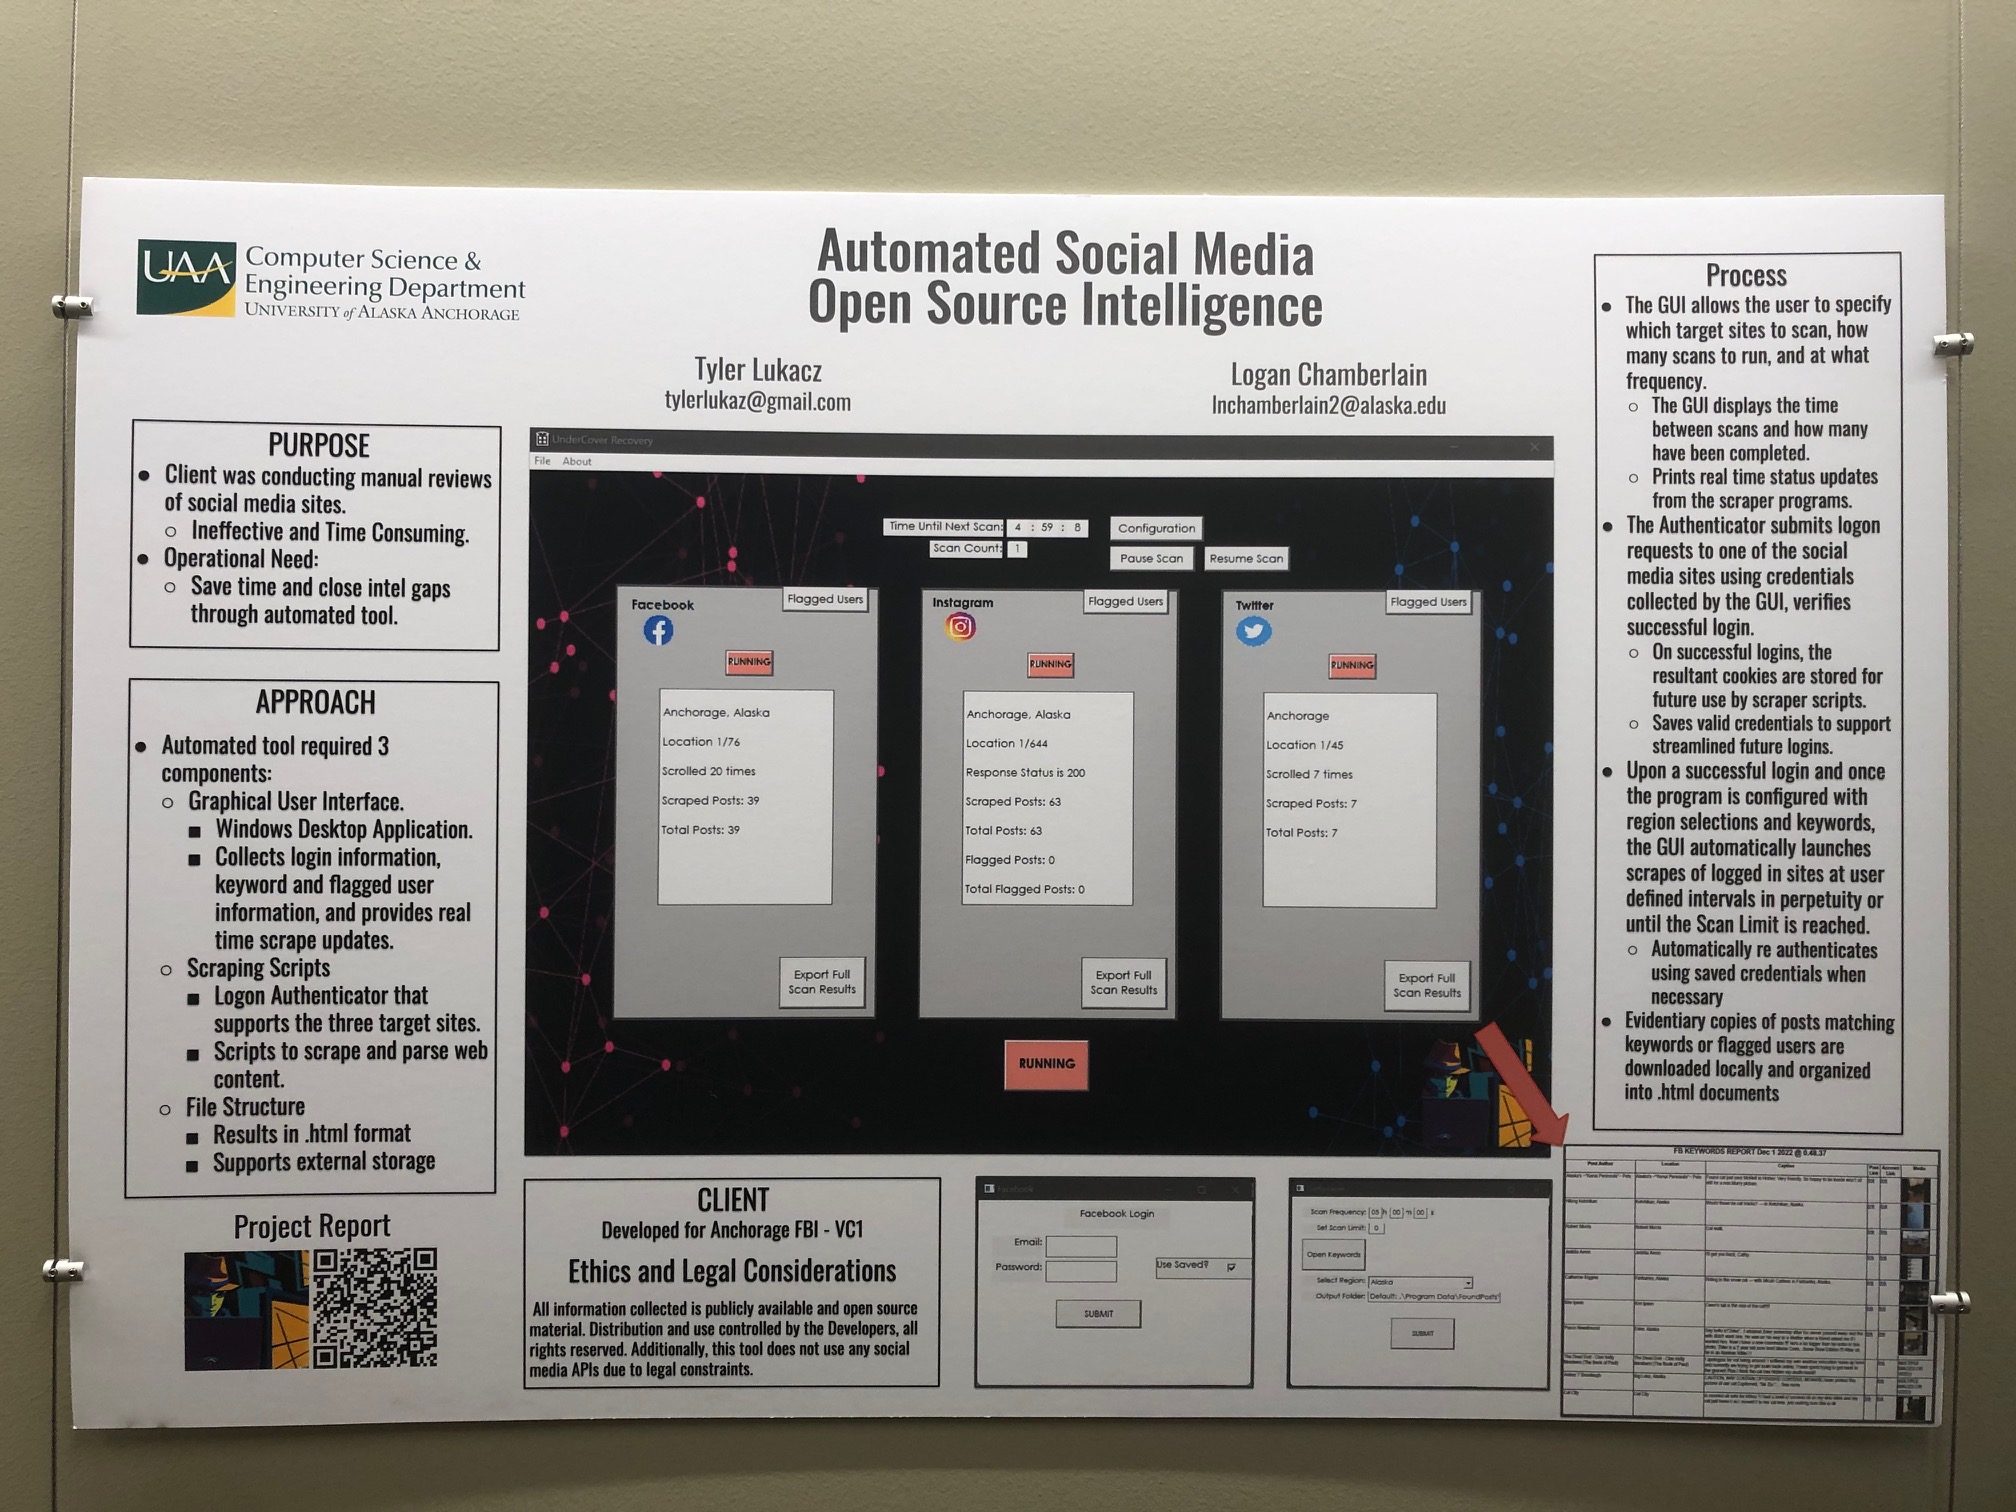 UAA
Computer Science &
Engineering Department
UNIVERSITY of ALASKA ANCHORAGE
Automated Social Media
Open Source Intelligence
Tyler Lukacz
tylerlukaz@gmail.com
Logan Chamberlain
lnchamberlain2@alaska.edu
PURPOSE
● Client was conducting manual reviews
of social media sites.
○ Ineffective and Time Consuming.
● Operational Need:
○ Save time and close intel gaps
through automated tool.
APPROACH
● Automated tool required 3
components:
○ Graphical User Interface.
■ Windows Desktop Application.
■ Collects login information,
keyword and flagged user
information, and provides real
time scrape updates.
○ Scraping Scripts
■ Logon Authenticator that
supports the three target sites.
■ Scripts to scrape and parse web
content.
○ File Structure
■ Results in .html format
■ Supports external storage
Project Report
UnderCover Recovery
File About
Time Until Next Scan: 4 : 59 : 8
Scan Count: 1
Configuration
Pause Scan Resume Scan
Facebook
Flagged Users
RUNNING
Anchorage, Alaska
Location 1/76
Scrolled 20 times
Scraped Posts: 39
Total Posts: 39
Export Full
Scan Results
Instagram
Flagged Users
RUNNING
Anchorage, Alaska
Location 1/644
Response Status is 200
Scraped Posts: 63
Total Posts: 63
Flagged Posts: 0
Total Flagged Posts: 0
Export Full
Scan Results
Twitter
Flagged Users
RUNNING
Anchorage
Location 1/45
Scrolled 7 times
Scraped Posts: 7
Total Posts: 7
Export Full
Scan Results
RUNNING
CLIENT
Developed for Anchorage FBI - VC1
Ethics and Legal Considerations
All information collected is publicly available and open source
material. Distribution and use controlled by the Developers, all
rights reserved. Additionally, this tool does not use any social
media APIs due to legal constraints.
Facebook
Facebook Login
Email:
Password:
Use Saved?
SUBMIT
Scan Frequency: 05 h 00 m 00 s
Set Scan Limit: 0
Open Keywords
Select Region: Alaska
Output Folder: Default: .\Program Data\FoundPosts\
SUBMIT
Process
● The GUI allows the user to specify
which target sites to scan, how
many scans to run, and at what
frequency.
○ The GUI displays the time
between scans and how many
have been completed.
○ Prints real time status updates
from the scraper programs.
● The Authenticator submits logon
requests to one of the social
media sites using credentials
collected by the GUI, verifies
successful login.
○ On successful logins, the
resultant cookies are stored for
future use by scraper scripts.
○ Saves valid credentials to support
streamlined future logins.
● Upon a successful login and once
the program is configured with
region selections and keywords,
the GUI automatically launches
scrapes of logged in sites at user
defined intervals in perpetuity or
until the Scan Limit is reached.
○ Automatically re authenticates
using saved credentials when
necessary
● Evidentiary copies of posts matching
keywords or flagged users are
downloaded locally and organized
into .html documents
FB KEYWORDS REPORT Dec 1 2022 @ 0.48.37
Post Author Location Caption Post Link Account Link Media